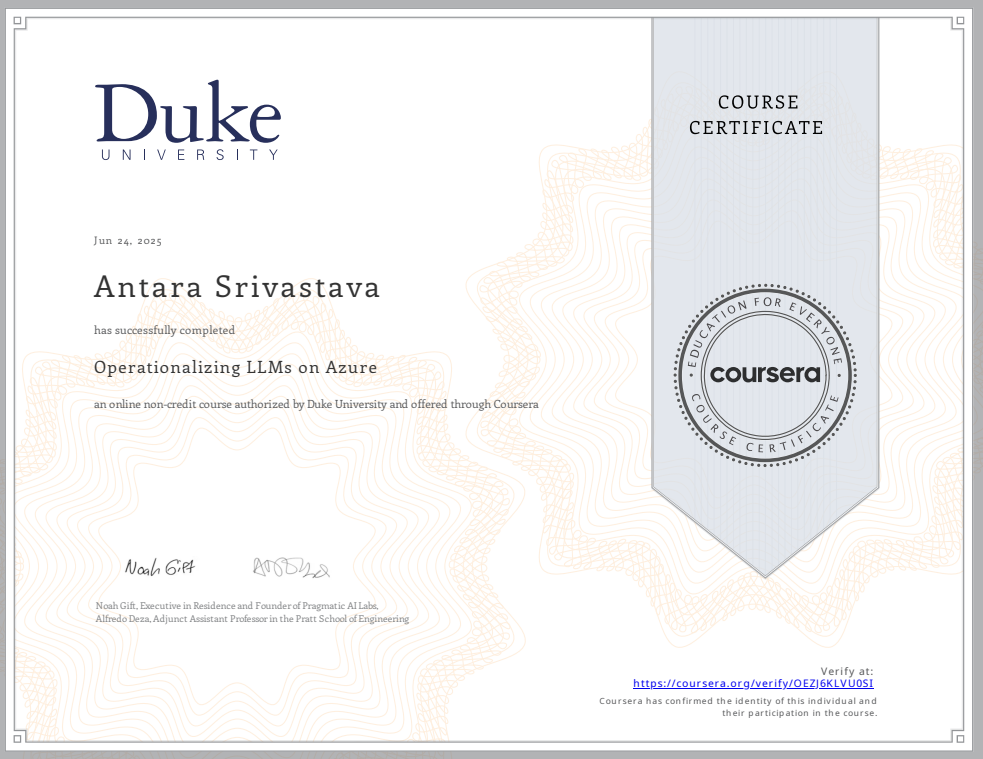 Duke
UNIVERSITY
COURSE
CERTIFICATE
Jun 24, 2025
Antara Srivastava
has successfully completed
Operationalizing LLMs on Azure
an online non-credit course authorized by Duke University and offered through Coursera
EDUCATION FOR EVERYONE
coursera
COURSE CERTIFICATE
Noah Gift
Noah Gift, Executive in Residence and Founder of Pragmatic AI Labs,
Alfredo Deza, Adjunct Assistant Professor in the Pratt School of Engineering
Verify at:
https://coursera.org/verify/OEZJ6KLVU0SI
Coursera has confirmed the identity of this individual and
their participation in the course.